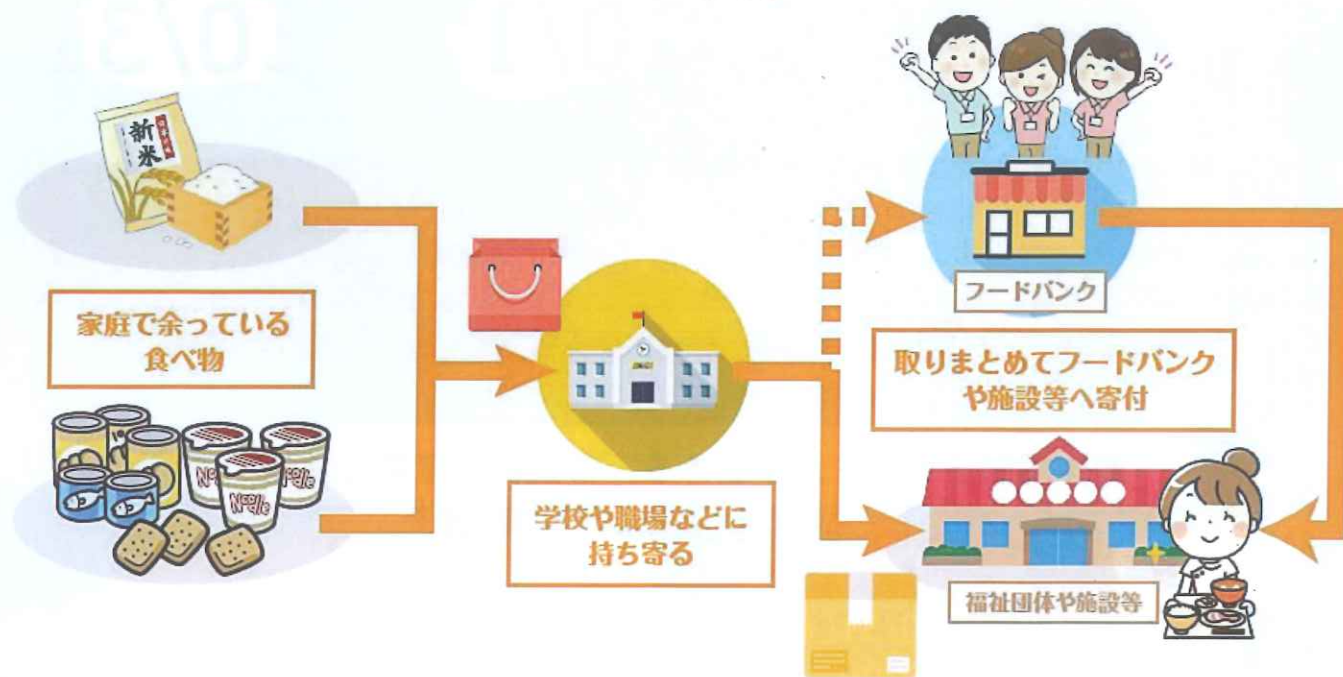 新米
家庭で余っている
食べ物
Noodle
Noodle
Noodle
学校や職場などに
持ち寄る
フードバンク
取りまとめてフードバンク
や施設等へ寄付
福祉団体や施設等